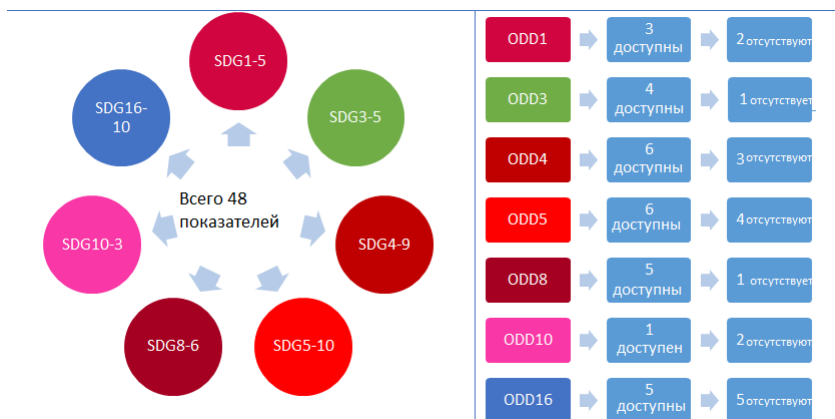 SDG1-5
SDG16-
10
SDG3-5
Всего 48
показателей
SDG10-3
SDG4-9
SDG8-6
SDG5-10
ODD1
3
доступны
2 отсутствуют
ODD3
4
доступны
1 отсутствует
ODD4
6
доступны
3 отсутствуют
ODD5
6
доступны
4 отсутствуют
ODD8
5
доступны
1 отсутствует
ODD10
1
доступен
2 отсутствуют
ODD16
5
доступны
5 отсутствуют